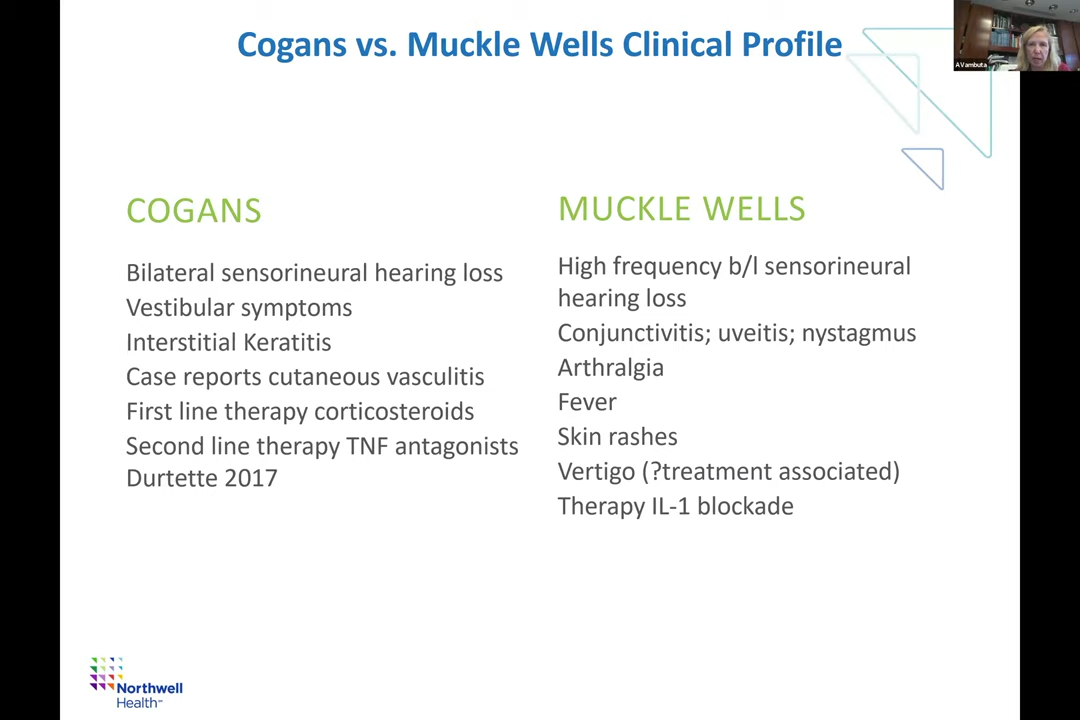 Cogans vs. Muckle Wells Clinical Profile
AVambuta
COGANS
Bilateral sensorineural hearing loss
Vestibular symptoms
Interstitial Keratitis
Case reports cutaneous vasculitis
First line therapy corticosteroids
Second line therapy TNF antagonists
Durtette 2017
MUCKLE WELLS
High frequency b/l sensorineural
hearing loss
Conjunctivitis; uveitis; nystagmus
Arthralgia
Fever
Skin rashes
Vertigo (?treatment associated)
Therapy IL-1 blockade
Northwell
Health